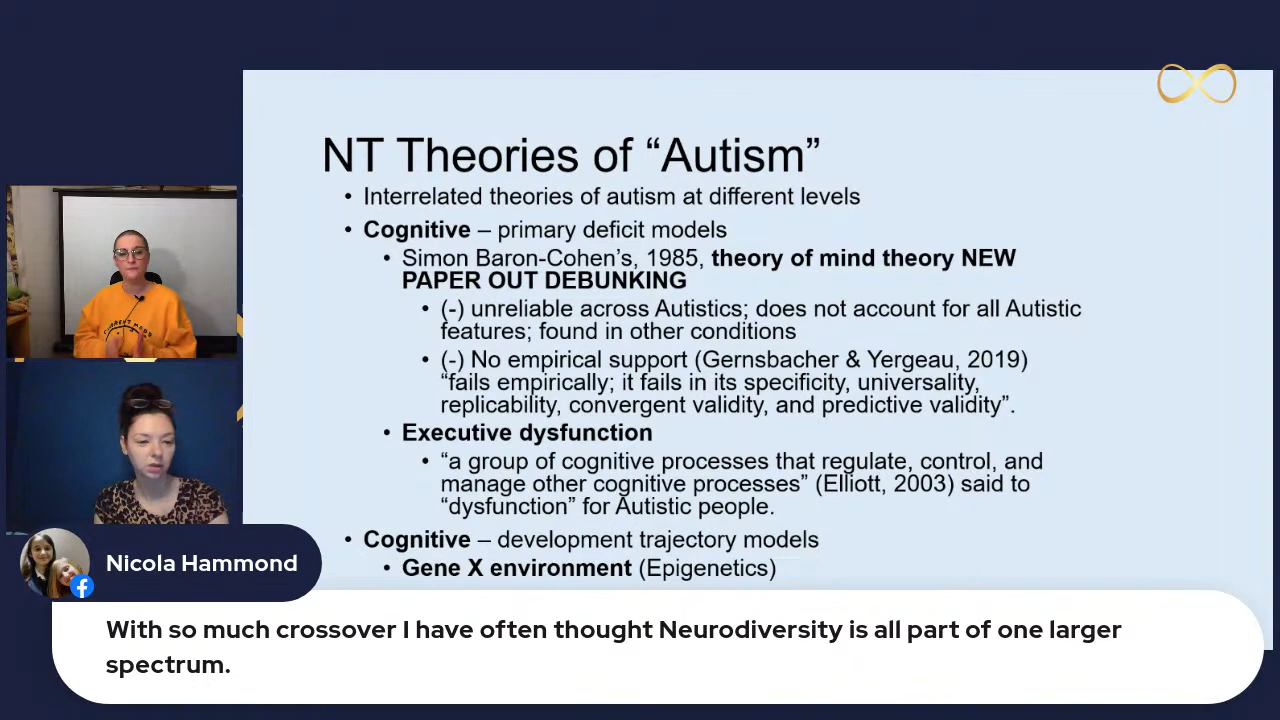 NT Theories of “Autism”
• Interrelated theories of autism at different levels
• Cognitive – primary deficit models
• Simon Baron-Cohen’s, 1985, theory of mind theory NEW
PAPER OUT DEBUNKING
• (-) unreliable across Autistics; does not account for all Autistic
features; found in other conditions
• (-) No empirical support (Gernsbacher & Yergeau, 2019)
“fails empirically; it fails in its specificity, universality,
replicability, convergent validity, and predictive validity”.
• Executive dysfunction
• “a group of cognitive processes that regulate, control, and
manage other cognitive processes” (Elliott, 2003) said to
“dysfunction” for Autistic people.
• Cognitive – development trajectory models
• Gene X environment (Epigenetics)
CURRENT MOOD
Nicola Hammond
With so much crossover I have often thought Neurodiversity is all part of one larger
spectrum.